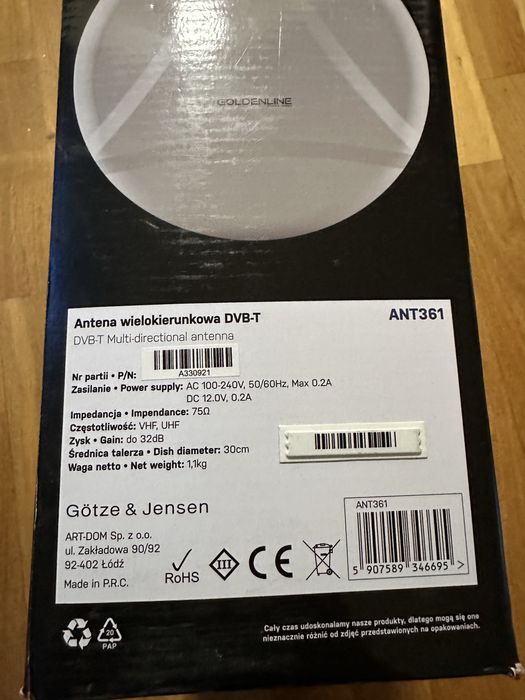 GOLDENLINE
Antena wielokierunkowa DVB-T
ANT361
DVB-T Multi-directional antenna
Nr partii • P/N:
A330921
Zasilanie • Power supply: AC 100-240V, 50/60Hz, Max 0.2A
DC 12.0V, 0.2A
Impedancja • Impendance: 75Ω
Częstotliwość: VHF, UHF
Zysk • Gain: do 32dB
Średnica talerza • Dish diameter: 30cm
Waga netto • Net weight: 1,1kg
Götze & Jensen
ART-DOM Sp. z o.o.
ul. Zakładowa 90/92
92-402 Łódź
Made in P.R.C.
RoHS
III
CE
ANT361
5 907589 346695 >
20
PAP
Cały czas udoskonalamy nasze produkty, dlatego mogą się one
nieznacznie różnić od zdjęć przedstawionych na opakowaniach.